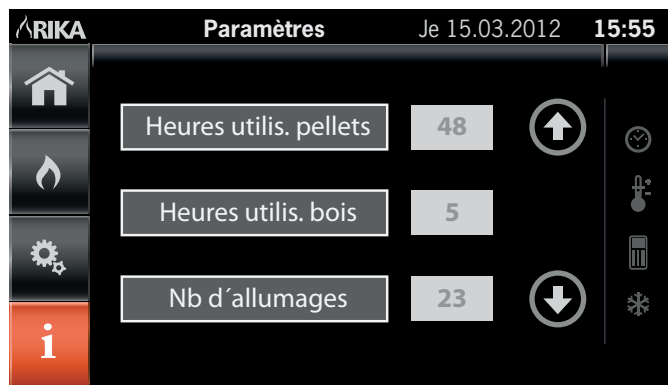 RIKA Paramètres Je 15.03.2012 15:55
Heures utilis. pellets 48
Heures utilis. bois 5
Nb d´allumages 23
i